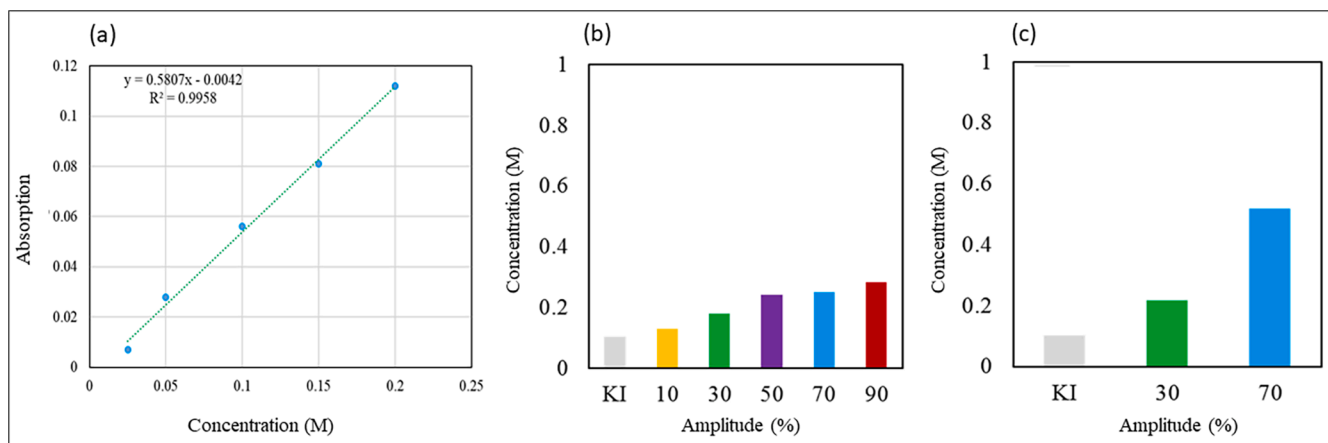 (a)
y = 0.5807x - 0.0042
R² = 0.9958
0.12
0.1
0.08
0.06
0.04
0.02
0
0 0.05 0.1 0.15 0.2 0.25
Absorption
Concentration (M)
(b)
1
0.8
0.6
0.4
0.2
0
KI 10 30 50 70 90
Concentration (M)
Amplitude (%)
(c)
1
0.8
0.6
0.4
0.2
0
KI 30 70
Concentration (M)
Amplitude (%)